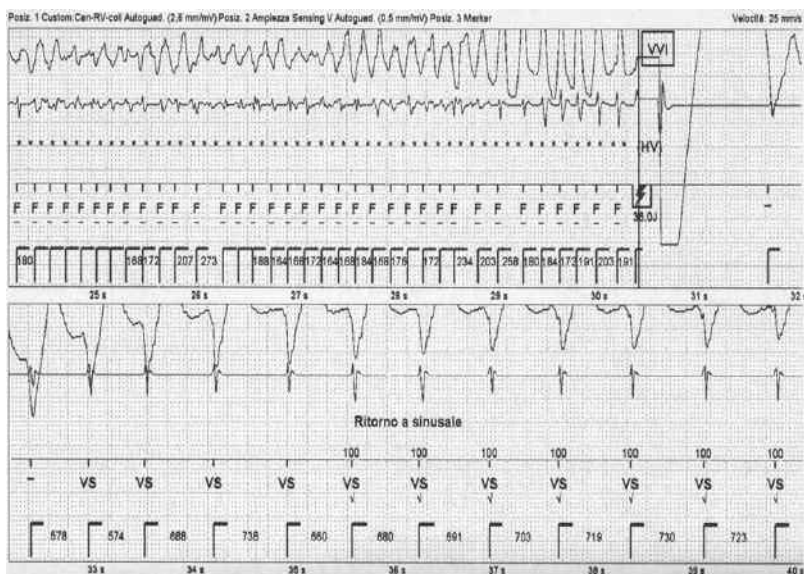 Posiz. 1 Custom:Can-RV-coil Autoguad. (2,6 mm/mV) Posiz. 2 Ampiezza Sensing V Autoguad. (0,5 mm/mV) Posiz. 3 Marker Velocità: 25 mm/s
VVI
HV
F F F F F F F F F F F F F F F F F F F F F F F F F F F F F F F F F F
36.0J -
180 168 172 207 273 188 164 168 172 164 168 184 168 176 172 234 203 258 180 184 172 191 203 191
25 s 26 s 27 s 28 s 29 s 30 s 31 s 32 s
Ritorno a sinusale
100 100 100 100 100 100 100
- VS VS VS VS VS VS VS VS VS VS VS
578 574 688 738 660 680 691 703 719 730 723
33 s 34 s 35 s 36 s 37 s 38 s 39 s 40 s